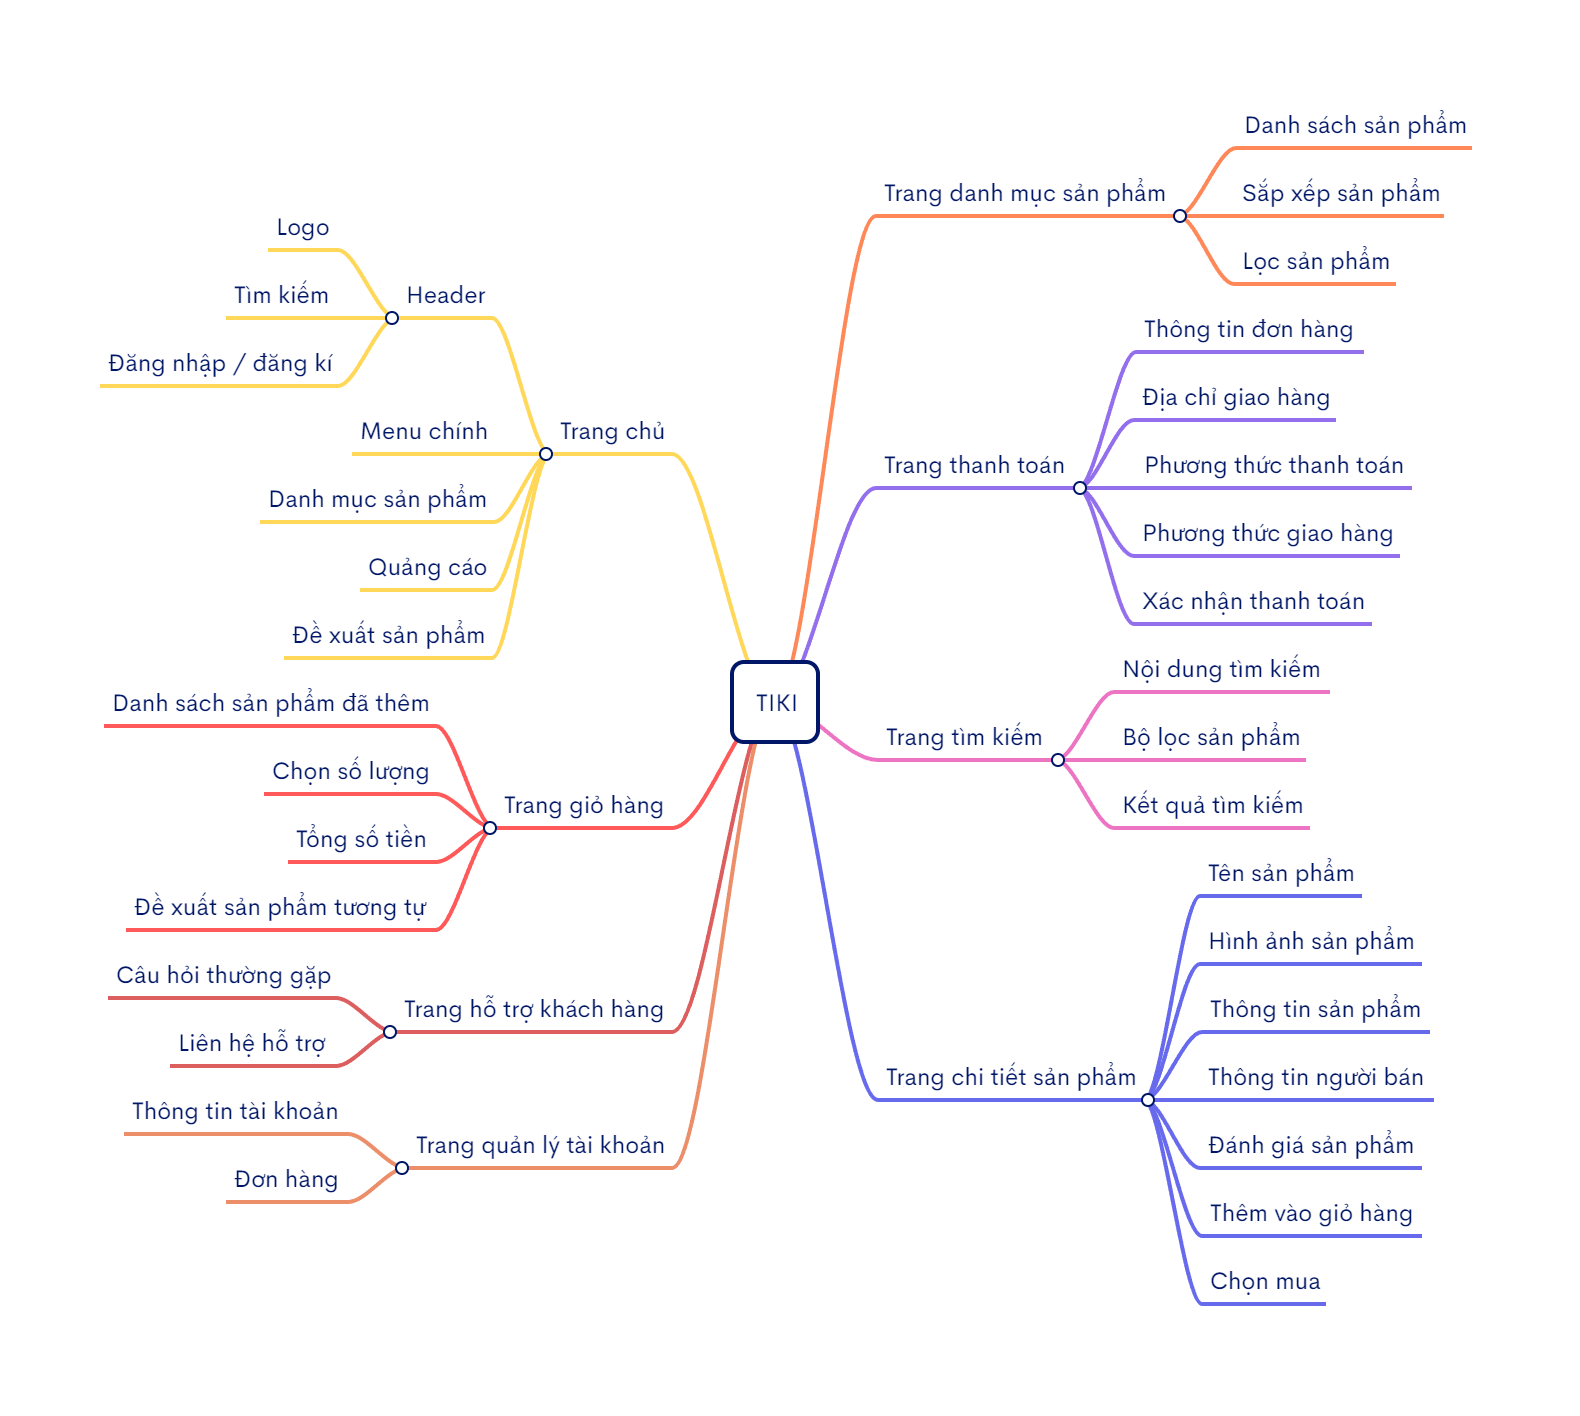 TIKI
Trang chủ
Header
Logo
Tìm kiếm
Đăng nhập / đăng kí
Menu chính
Danh mục sản phẩm
Quảng cáo
Đề xuất sản phẩm
Trang giỏ hàng
Danh sách sản phẩm đã thêm
Chọn số lượng
Tổng số tiền
Đề xuất sản phẩm tương tự
Trang hỗ trợ khách hàng
Câu hỏi thường gặp
Liên hệ hỗ trợ
Trang quản lý tài khoản
Thông tin tài khoản
Đơn hàng
Trang danh mục sản phẩm
Danh sách sản phẩm
Sắp xếp sản phẩm
Lọc sản phẩm
Trang thanh toán
Thông tin đơn hàng
Địa chỉ giao hàng
Phương thức thanh toán
Phương thức giao hàng
Xác nhận thanh toán
Trang tìm kiếm
Nội dung tìm kiếm
Bộ lọc sản phẩm
Kết quả tìm kiếm
Trang chi tiết sản phẩm
Tên sản phẩm
Hình ảnh sản phẩm
Thông tin sản phẩm
Thông tin người bán
Đánh giá sản phẩm
Thêm vào giỏ hàng
Chọn mua